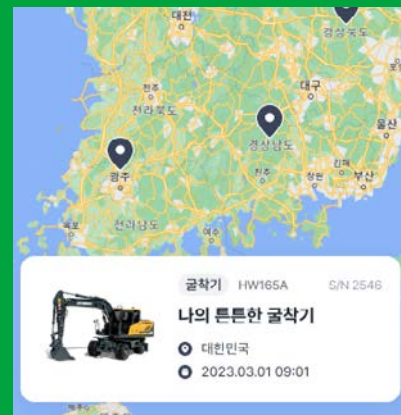 대전
경상북도
전주
전라북도
대구
울산
경상남도
광주
진주
창원
김해
부산
목포
전라남도
여수
굴착기 HW165A S/N 2546
나의 튼튼한 굴착기
대한민국
2023.03.01 09:01